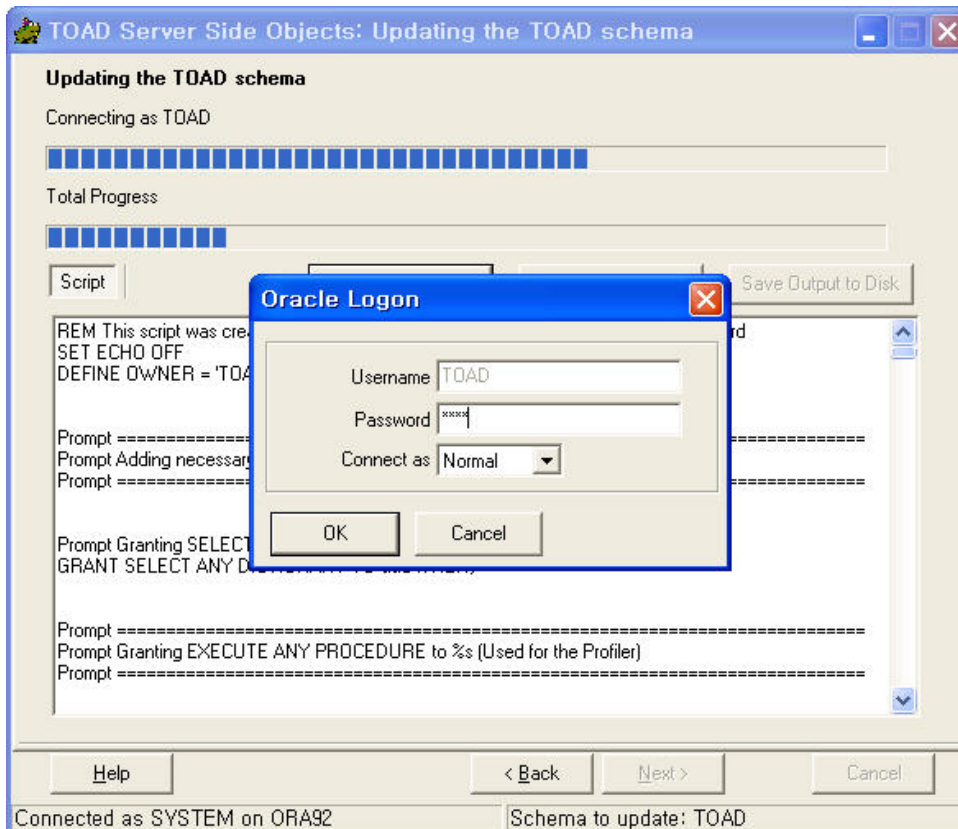 TOAD Server Side Objects: Updating the TOAD schema
Updating the TOAD schema
Connecting as TOAD
Total Progress
Script
Save Output to Disk
REM This script was
SET ECHO OFF
DEFINE OWNER =
Prompt ================
Prompt Adding
Prompt ================
Prompt Granting SELECT
GRANT SELECT ANY
Prompt ================================================================================
Prompt Granting EXECUTE ANY PROCEDURE to %s (Used for the Profiler)
Prompt ================================================================================
Oracle Logon
Username TOAD
Password ****
Connect as Normal
OK Cancel
Help < Back Next > Cancel
Connected as SYSTEM on ORA92 Schema to update: TOAD